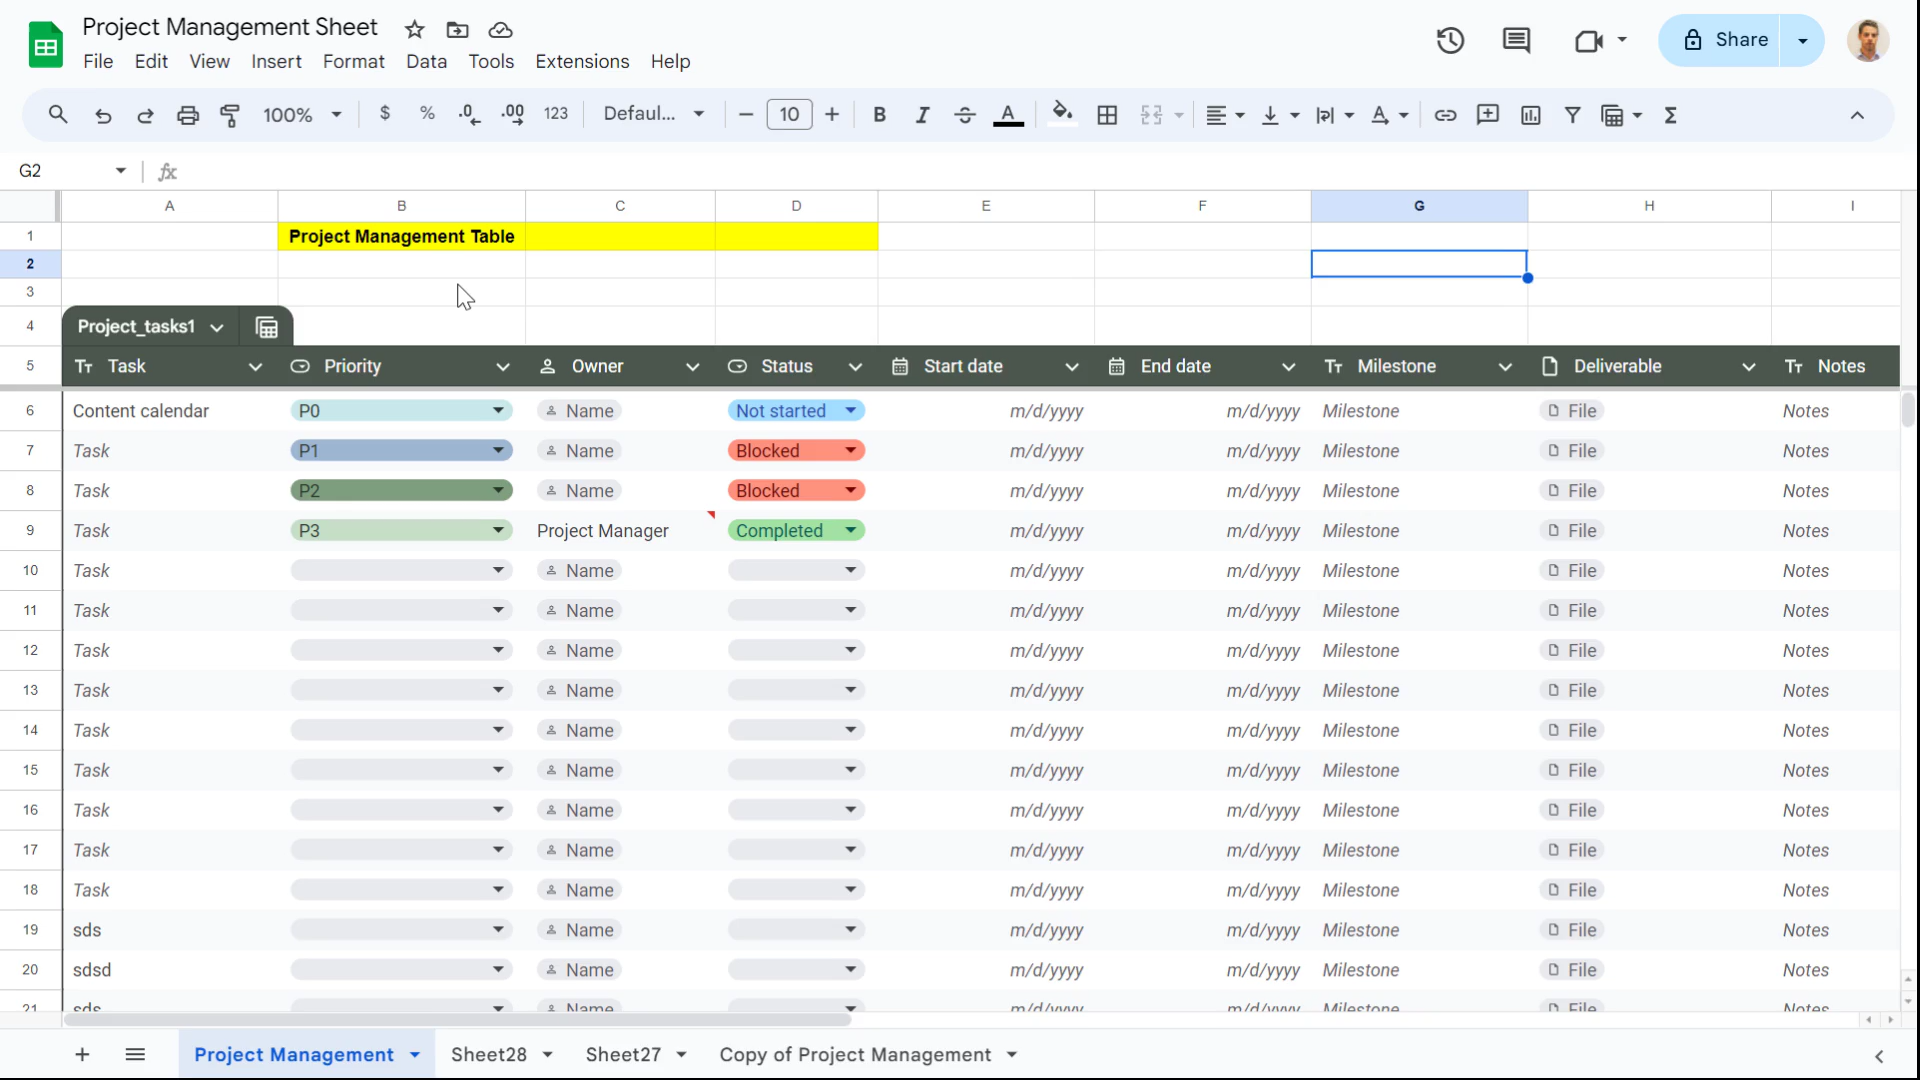 Project Management Sheet
File Edit View Insert Format Data Tools Extensions Help
Share
100% $ % .0 .00 123 Defaul... 10 B I A A Σ
G2 fx
A B C D E F G H I
1 Project Management Table
2
3
4 Project_tasks1
5 Task Priority Owner Status Start date End date Milestone Deliverable Notes
6 Content calendar P0 Name Not started m/d/yyyy m/d/yyyy Milestone File Notes
7 Task P1 Name Blocked m/d/yyyy m/d/yyyy Milestone File Notes
8 Task P2 Name Blocked m/d/yyyy m/d/yyyy Milestone File Notes
9 Task P3 Project Manager Completed m/d/yyyy m/d/yyyy Milestone File Notes
10 Task Name m/d/yyyy m/d/yyyy Milestone File Notes
11 Task Name m/d/yyyy m/d/yyyy Milestone File Notes
12 Task Name m/d/yyyy m/d/yyyy Milestone File Notes
13 Task Name m/d/yyyy m/d/yyyy Milestone File Notes
14 Task Name m/d/yyyy m/d/yyyy Milestone File Notes
15 Task Name m/d/yyyy m/d/yyyy Milestone File Notes
16 Task Name m/d/yyyy m/d/yyyy Milestone File Notes
17 Task Name m/d/yyyy m/d/yyyy Milestone File Notes
18 Task Name m/d/yyyy m/d/yyyy Milestone File Notes
19 sds Name m/d/yyyy m/d/yyyy Milestone File Notes
20 sdsd Name m/d/yyyy m/d/yyyy Milestone File Notes
21 sds Name m/d/yyyy m/d/yyyy Milestone File Notes
Project Management Sheet28 Sheet27 Copy of Project Management